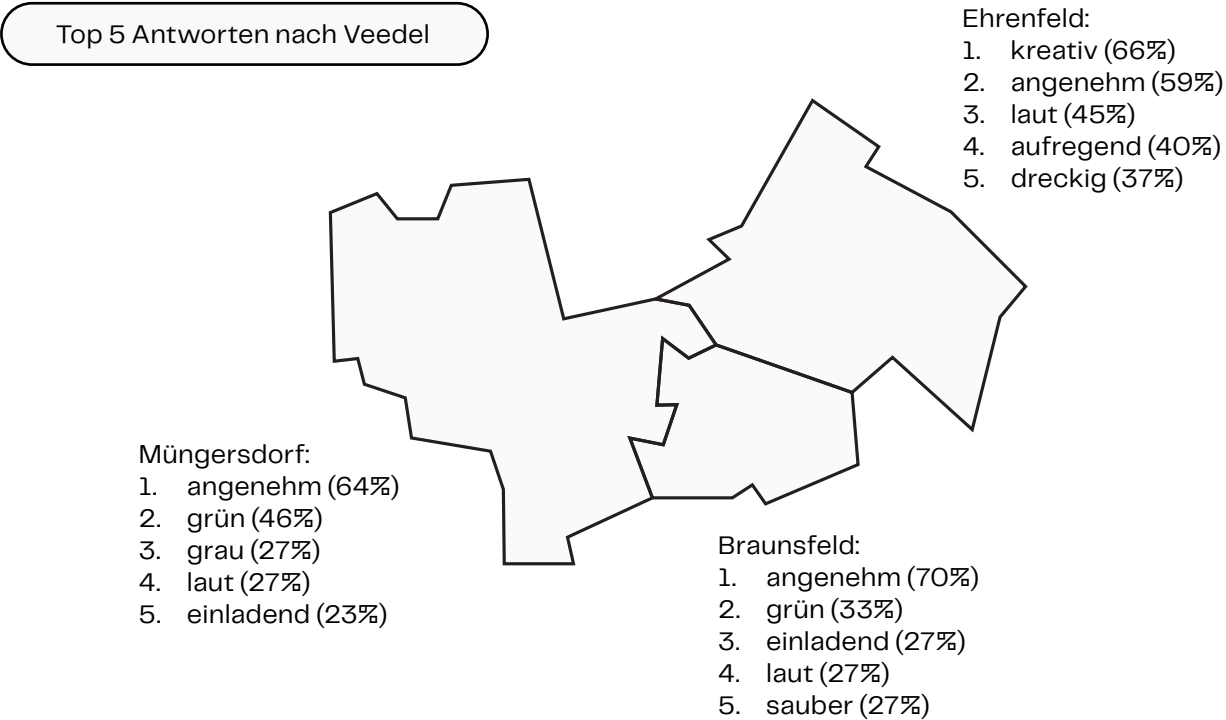 Top 5 Antworten nach Veedel
Ehrenfeld:
1. kreativ (66%)
2. angenehm (59%)
3. laut (45%)
4. aufregend (40%)
5. dreckig (37%)
Müngersdorf:
1. angenehm (64%)
2. grün (46%)
3. grau (27%)
4. laut (27%)
5. einladend (23%)
Braunsfeld:
1. angenehm (70%)
2. grün (33%)
3. einladend (27%)
4. laut (27%)
5. sauber (27%)